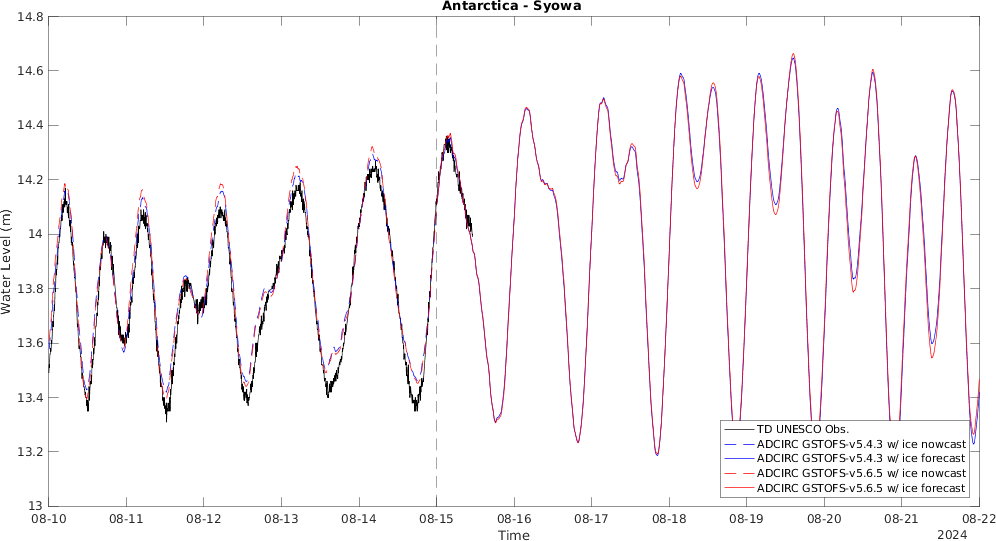 Antarctica - Syowa
14.8
14.6
14.4
14.2
14
13.8
13.6
13.4
13.2
13
Water Level (m)
TD UNESCO Obs.
ADCIRC GSTOFS-v5.4.3 w/ ice nowcast
ADCIRC GSTOFS-v5.4.3 w/ ice forecast
ADCIRC GSTOFS-v5.6.5 w/ ice nowcast
ADCIRC GSTOFS-v5.6.5 w/ ice forecast
08-10 08-11 08-12 08-13 08-14 08-15 08-16 08-17 08-18 08-19 08-20 08-21 08-22
Time
2024